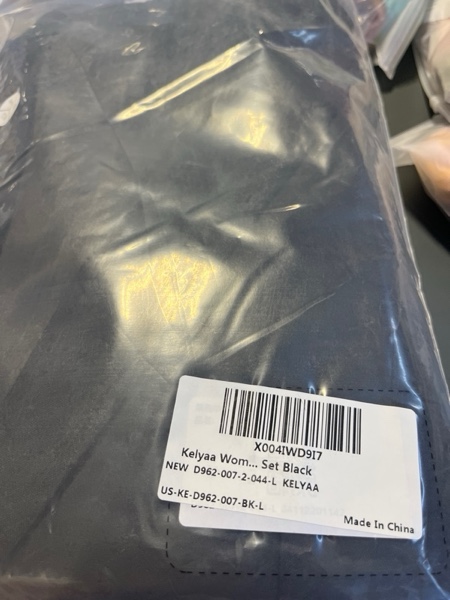 X004IWD9I7
Kelyaa Wom... Set Black
NEW D962-007-2-044-L KELYAA
US-KE-D962-007-BK-L
Made In China